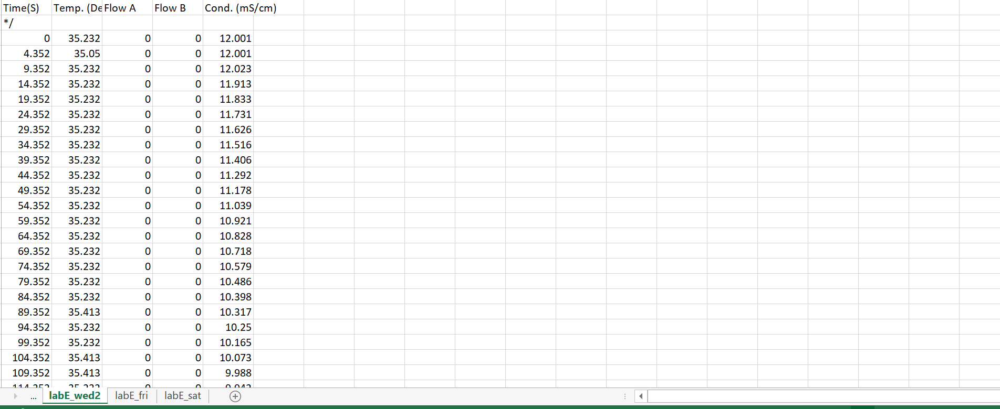 Time(S) Temp. (De Flow A Flow B Cond. (mS/cm)
*/
0 35.232 0 0 12.001
4.352 35.05 0 0 12.001
9.352 35.232 0 0 12.023
14.352 35.232 0 0 11.913
19.352 35.232 0 0 11.833
24.352 35.232 0 0 11.731
29.352 35.232 0 0 11.626
34.352 35.232 0 0 11.516
39.352 35.232 0 0 11.406
44.352 35.232 0 0 11.292
49.352 35.232 0 0 11.178
54.352 35.232 0 0 11.039
59.352 35.232 0 0 10.921
64.352 35.232 0 0 10.828
69.352 35.232 0 0 10.718
74.352 35.232 0 0 10.579
79.352 35.232 0 0 10.486
84.352 35.232 0 0 10.398
89.352 35.413 0 0 10.317
94.352 35.232 0 0 10.25
99.352 35.232 0 0 10.165
104.352 35.413 0 0 10.073
109.352 35.413 0 0 9.988
... labE_wed2 labE_fri labE_sat